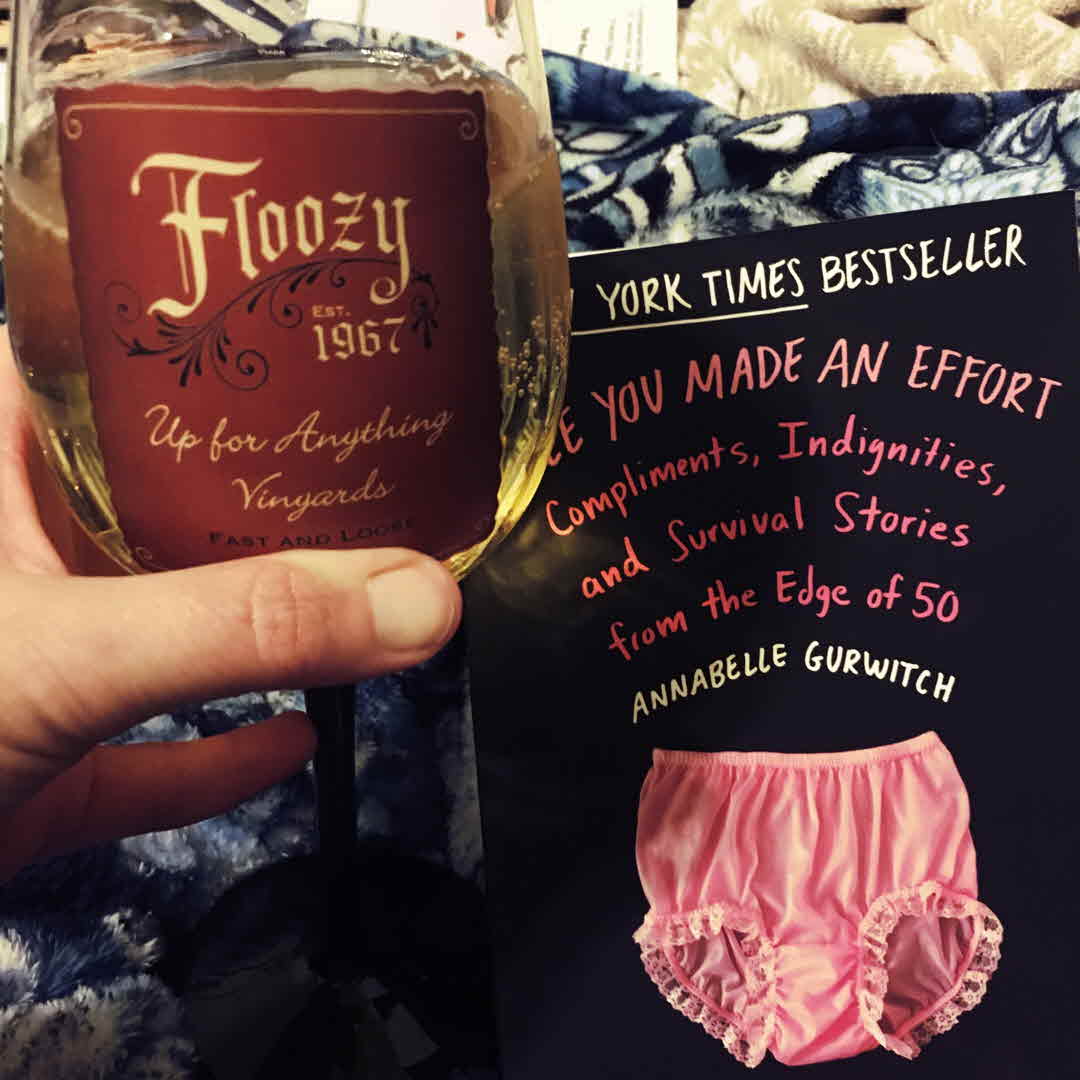 Floozy
EST.
1967
Up for Anything
Vinyards
FAST AND LOOSE
YORK TIMES BESTSELLER
YOU MADE AN EFFORT
Compliments, Indignities,
and Survival Stories
from the Edge of 50
ANNABELLE GURWITCH